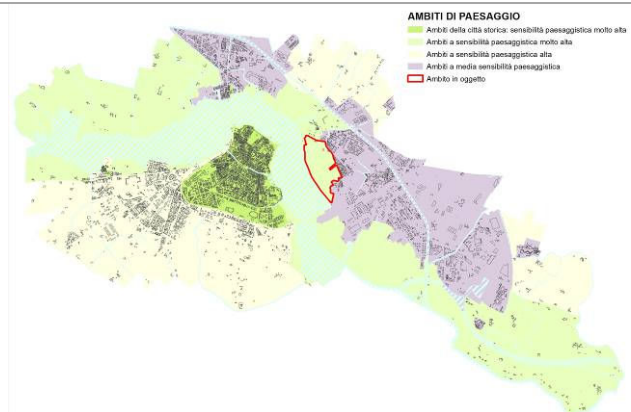 AMBITI DI PAESAGGIO
Ambiti della città storica: sensibilità paesaggistica molto alta
Ambiti a sensibilità paesaggistica molto alta
Ambiti a sensibilità paesaggistica alta
Ambiti a media sensibilità paesaggistica
Ambito in oggetto